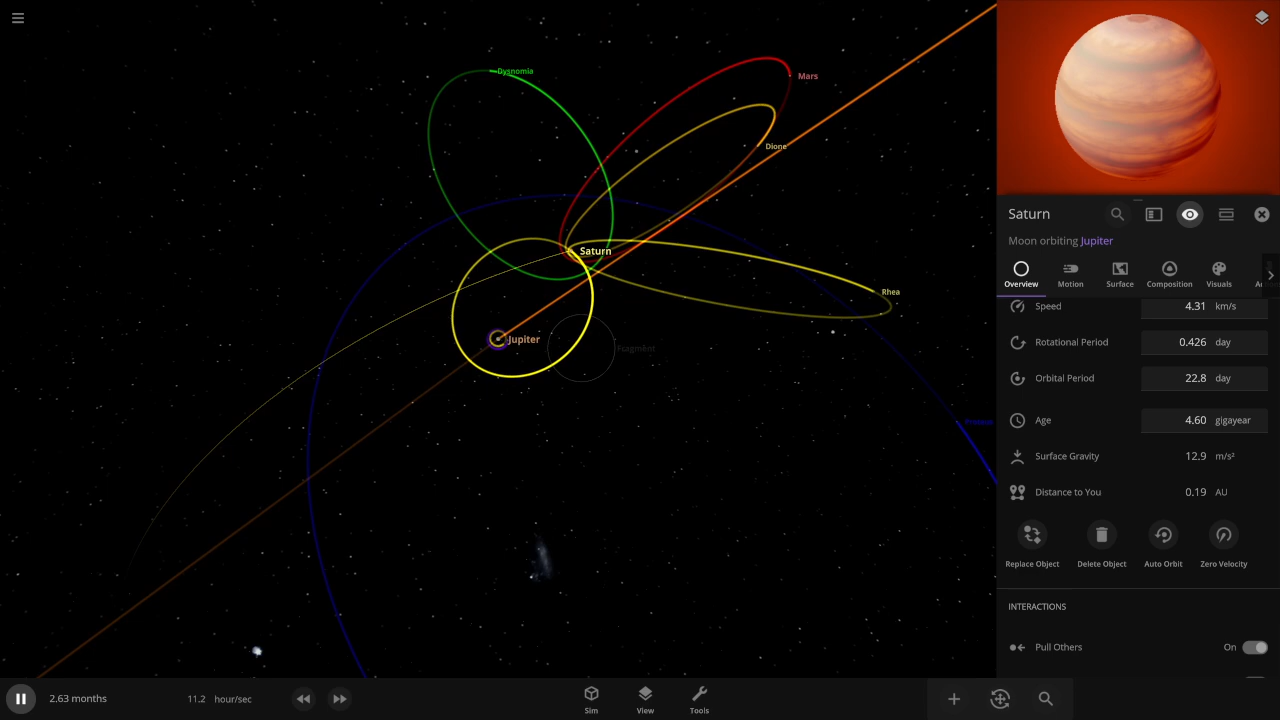 Dysnomia
Mars
Dione
Saturn
Rhea
Jupiter
Fragment
Saturn
Moon orbiting Jupiter
Overview Motion Surface Composition Visuals
Speed 4.31 km/s
Rotational Period 0.426 day
Orbital Period 22.8 day
Age 4.60 gigayear
Surface Gravity 12.9 m/s²
Distance to You 0.19 AU
Replace Object Delete Object Auto Orbit Zero Velocity
INTERACTIONS
Pull Others On
2.63 months 11.2 hour/sec
Sim View Tools